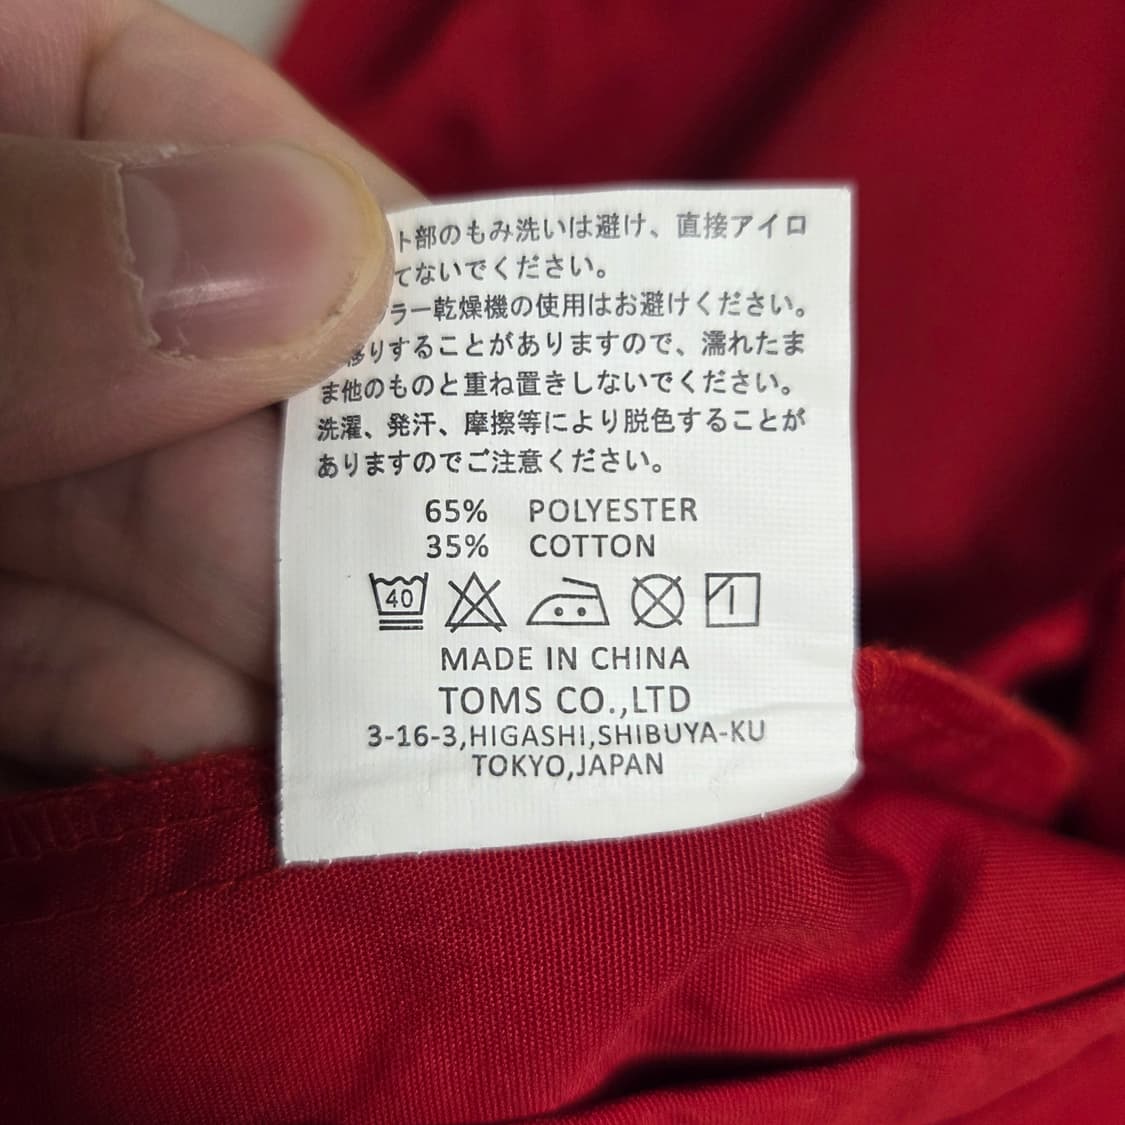 ト部のもみ洗いは避け、直接アイロ
てないでください。
ラー乾燥機の使用はお避けください。
移りすることがありますので、濡れたま
ま他のものと重ね置きしないでください。
洗濯、発汗、摩擦等により脱色することが
ありますのでご注意ください。
65% POLYESTER
35% COTTON
40
MADE IN CHINA
TOMS CO.,LTD
3-16-3,HIGASHI,SHIBUYA-KU
TOKYO,JAPAN